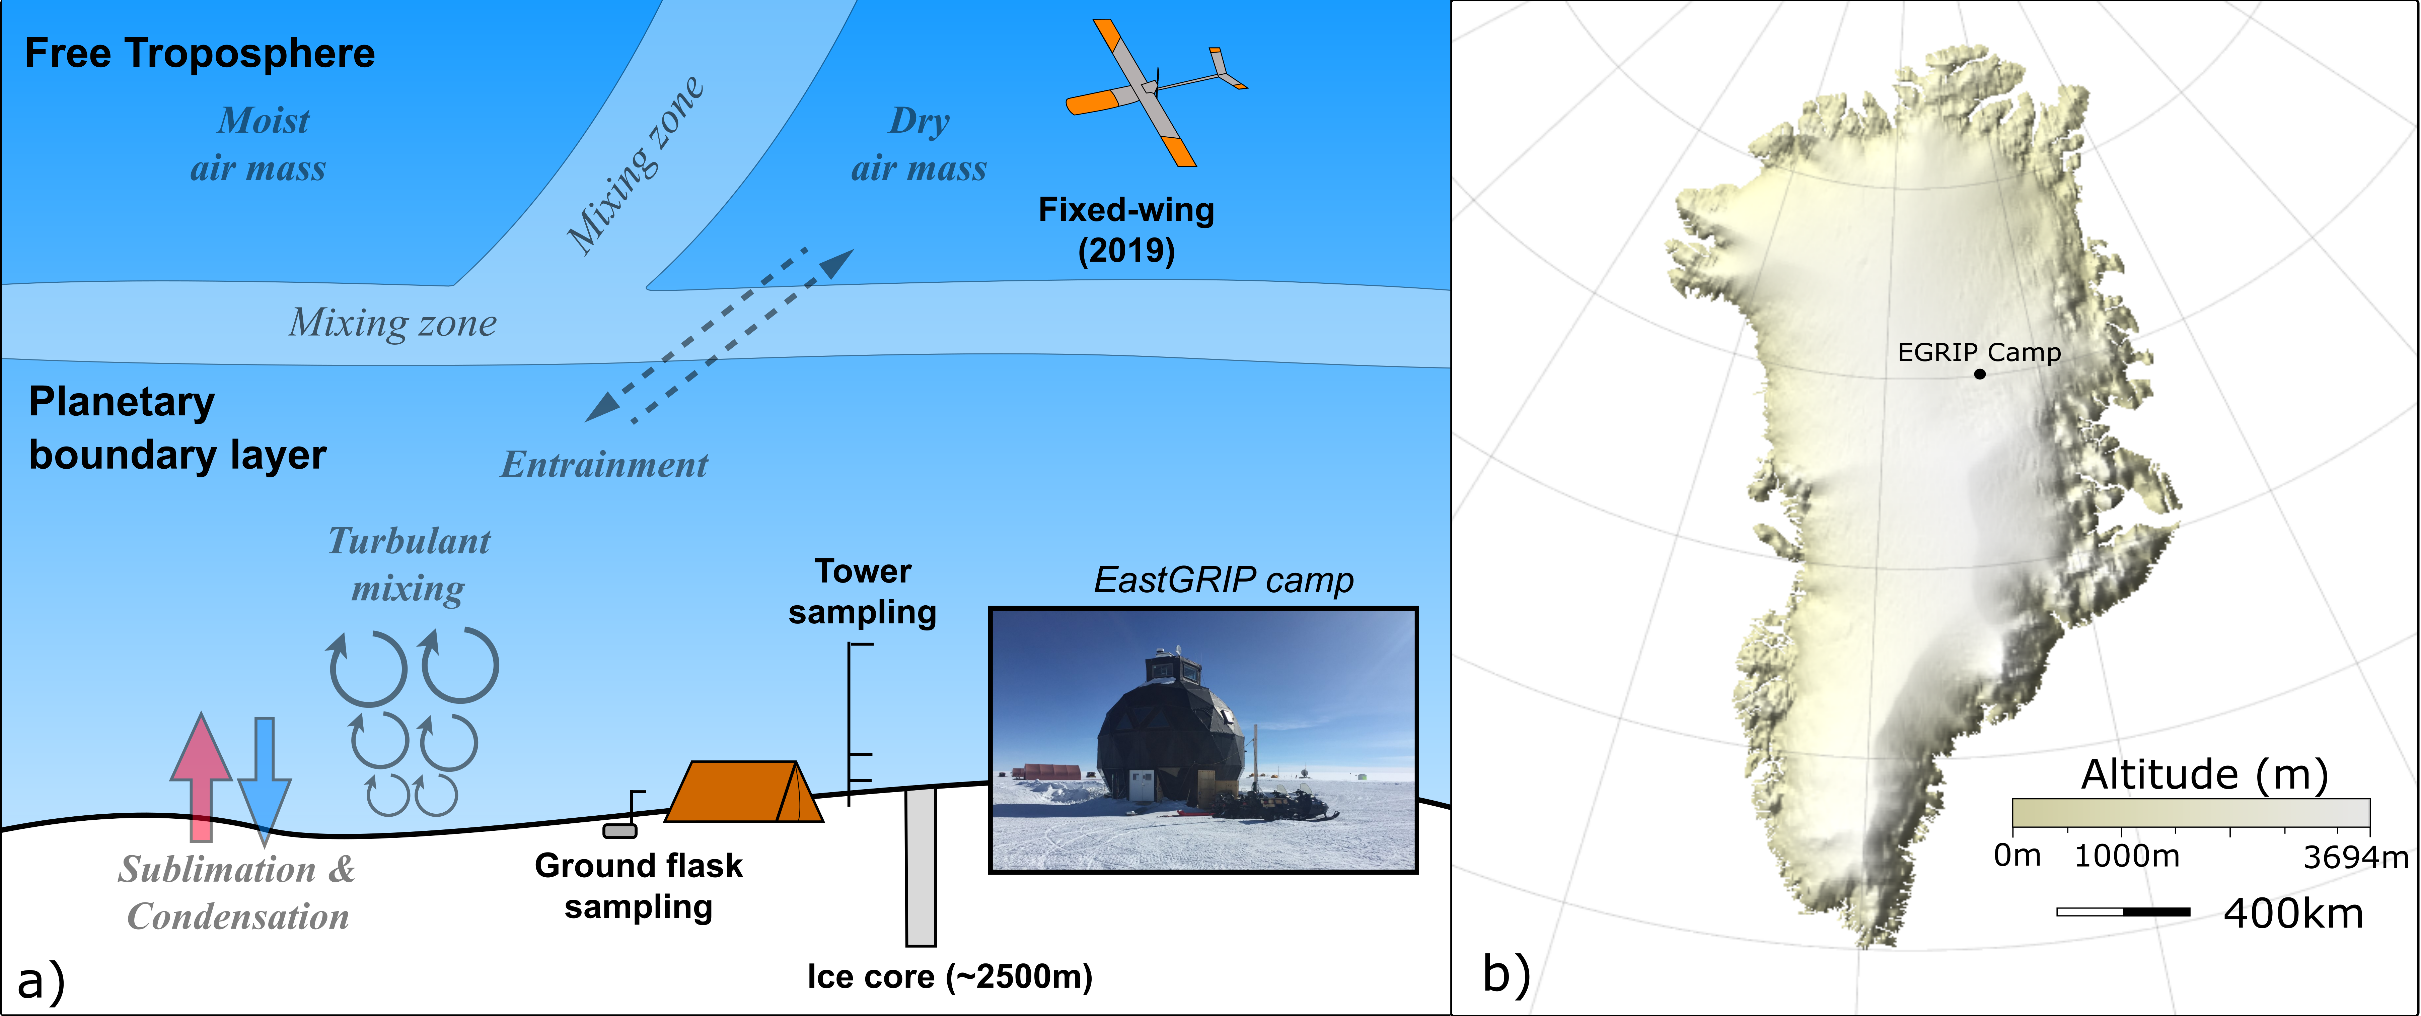 Free Troposphere
Moist
air mass
Mixing zone
Dry
air mass
Fixed-wing
(2019)
Mixing zone
Planetary
boundary layer
Entrainment
Turbulant
mixing
Tower
sampling
EastGRIP camp
Sublimation &
Condensation
Ground flask
sampling
Ice core (~2500m)
a)
EGRIP Camp
Altitude (m)
0m 1000m 3694m
400km
b)